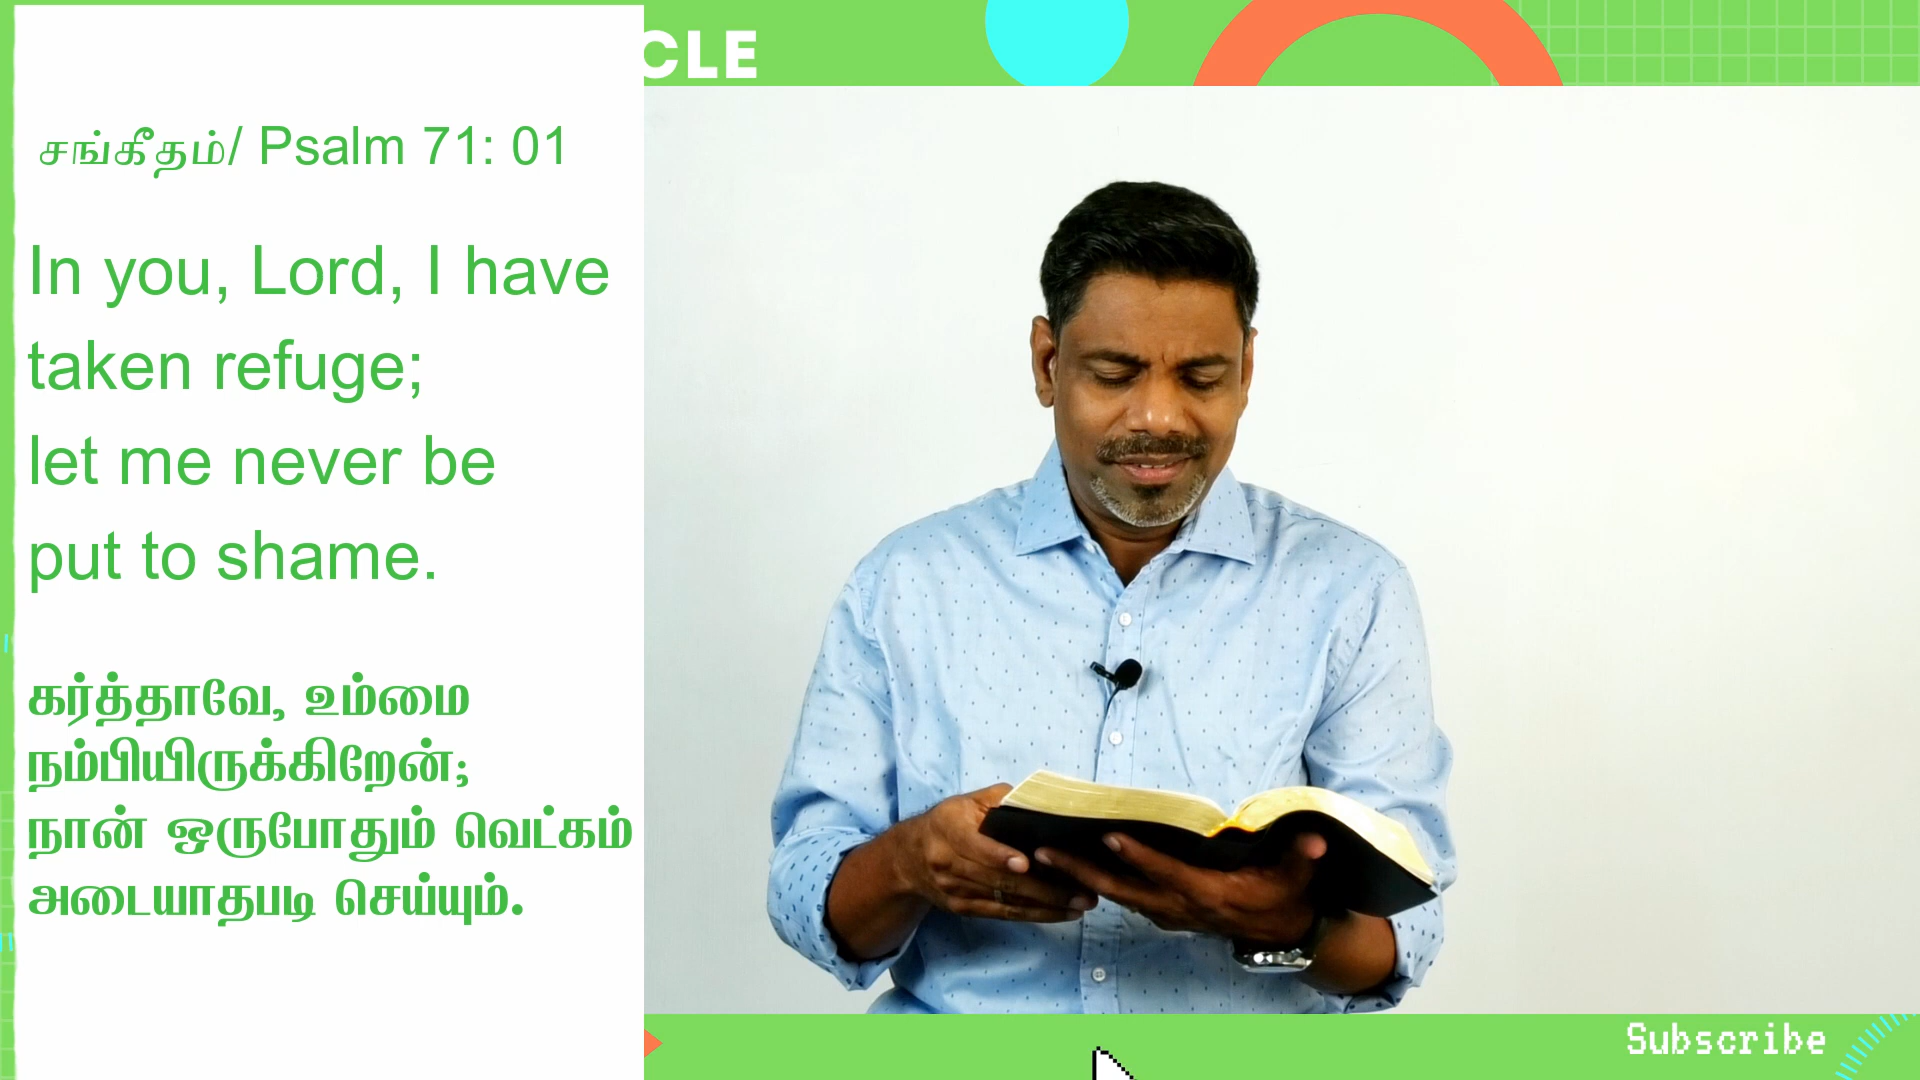 CLE
சங்கீதம்/ Psalm 71: 01
In you, Lord, I have
taken refuge;
let me never be
put to shame.
கர்த்தாவே, உம்மை
நம்பியிருக்கிறேன்;
நான் ஒருபோதும் வெட்கம்
அடையாதபடி செய்யும்.
Subscribe